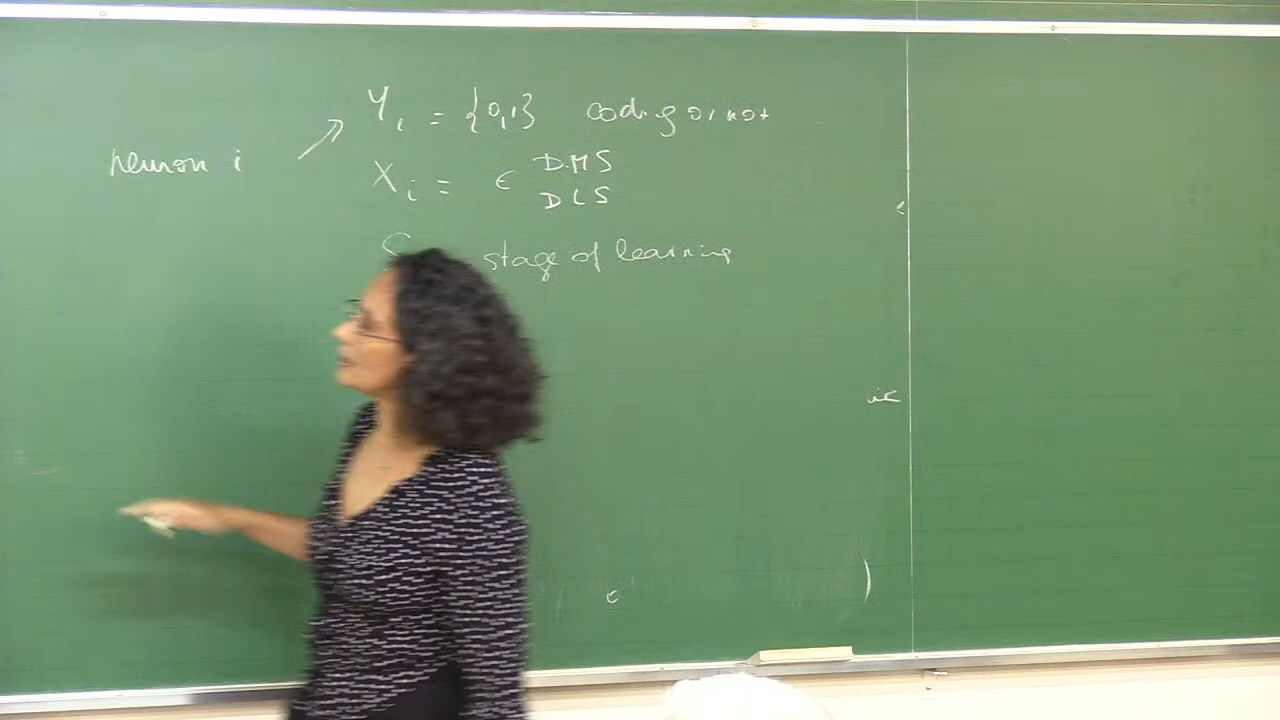 Y_i = {0,1} coding or not
neuron i
X_i = ∈ DMS
DLS
S stage of learning